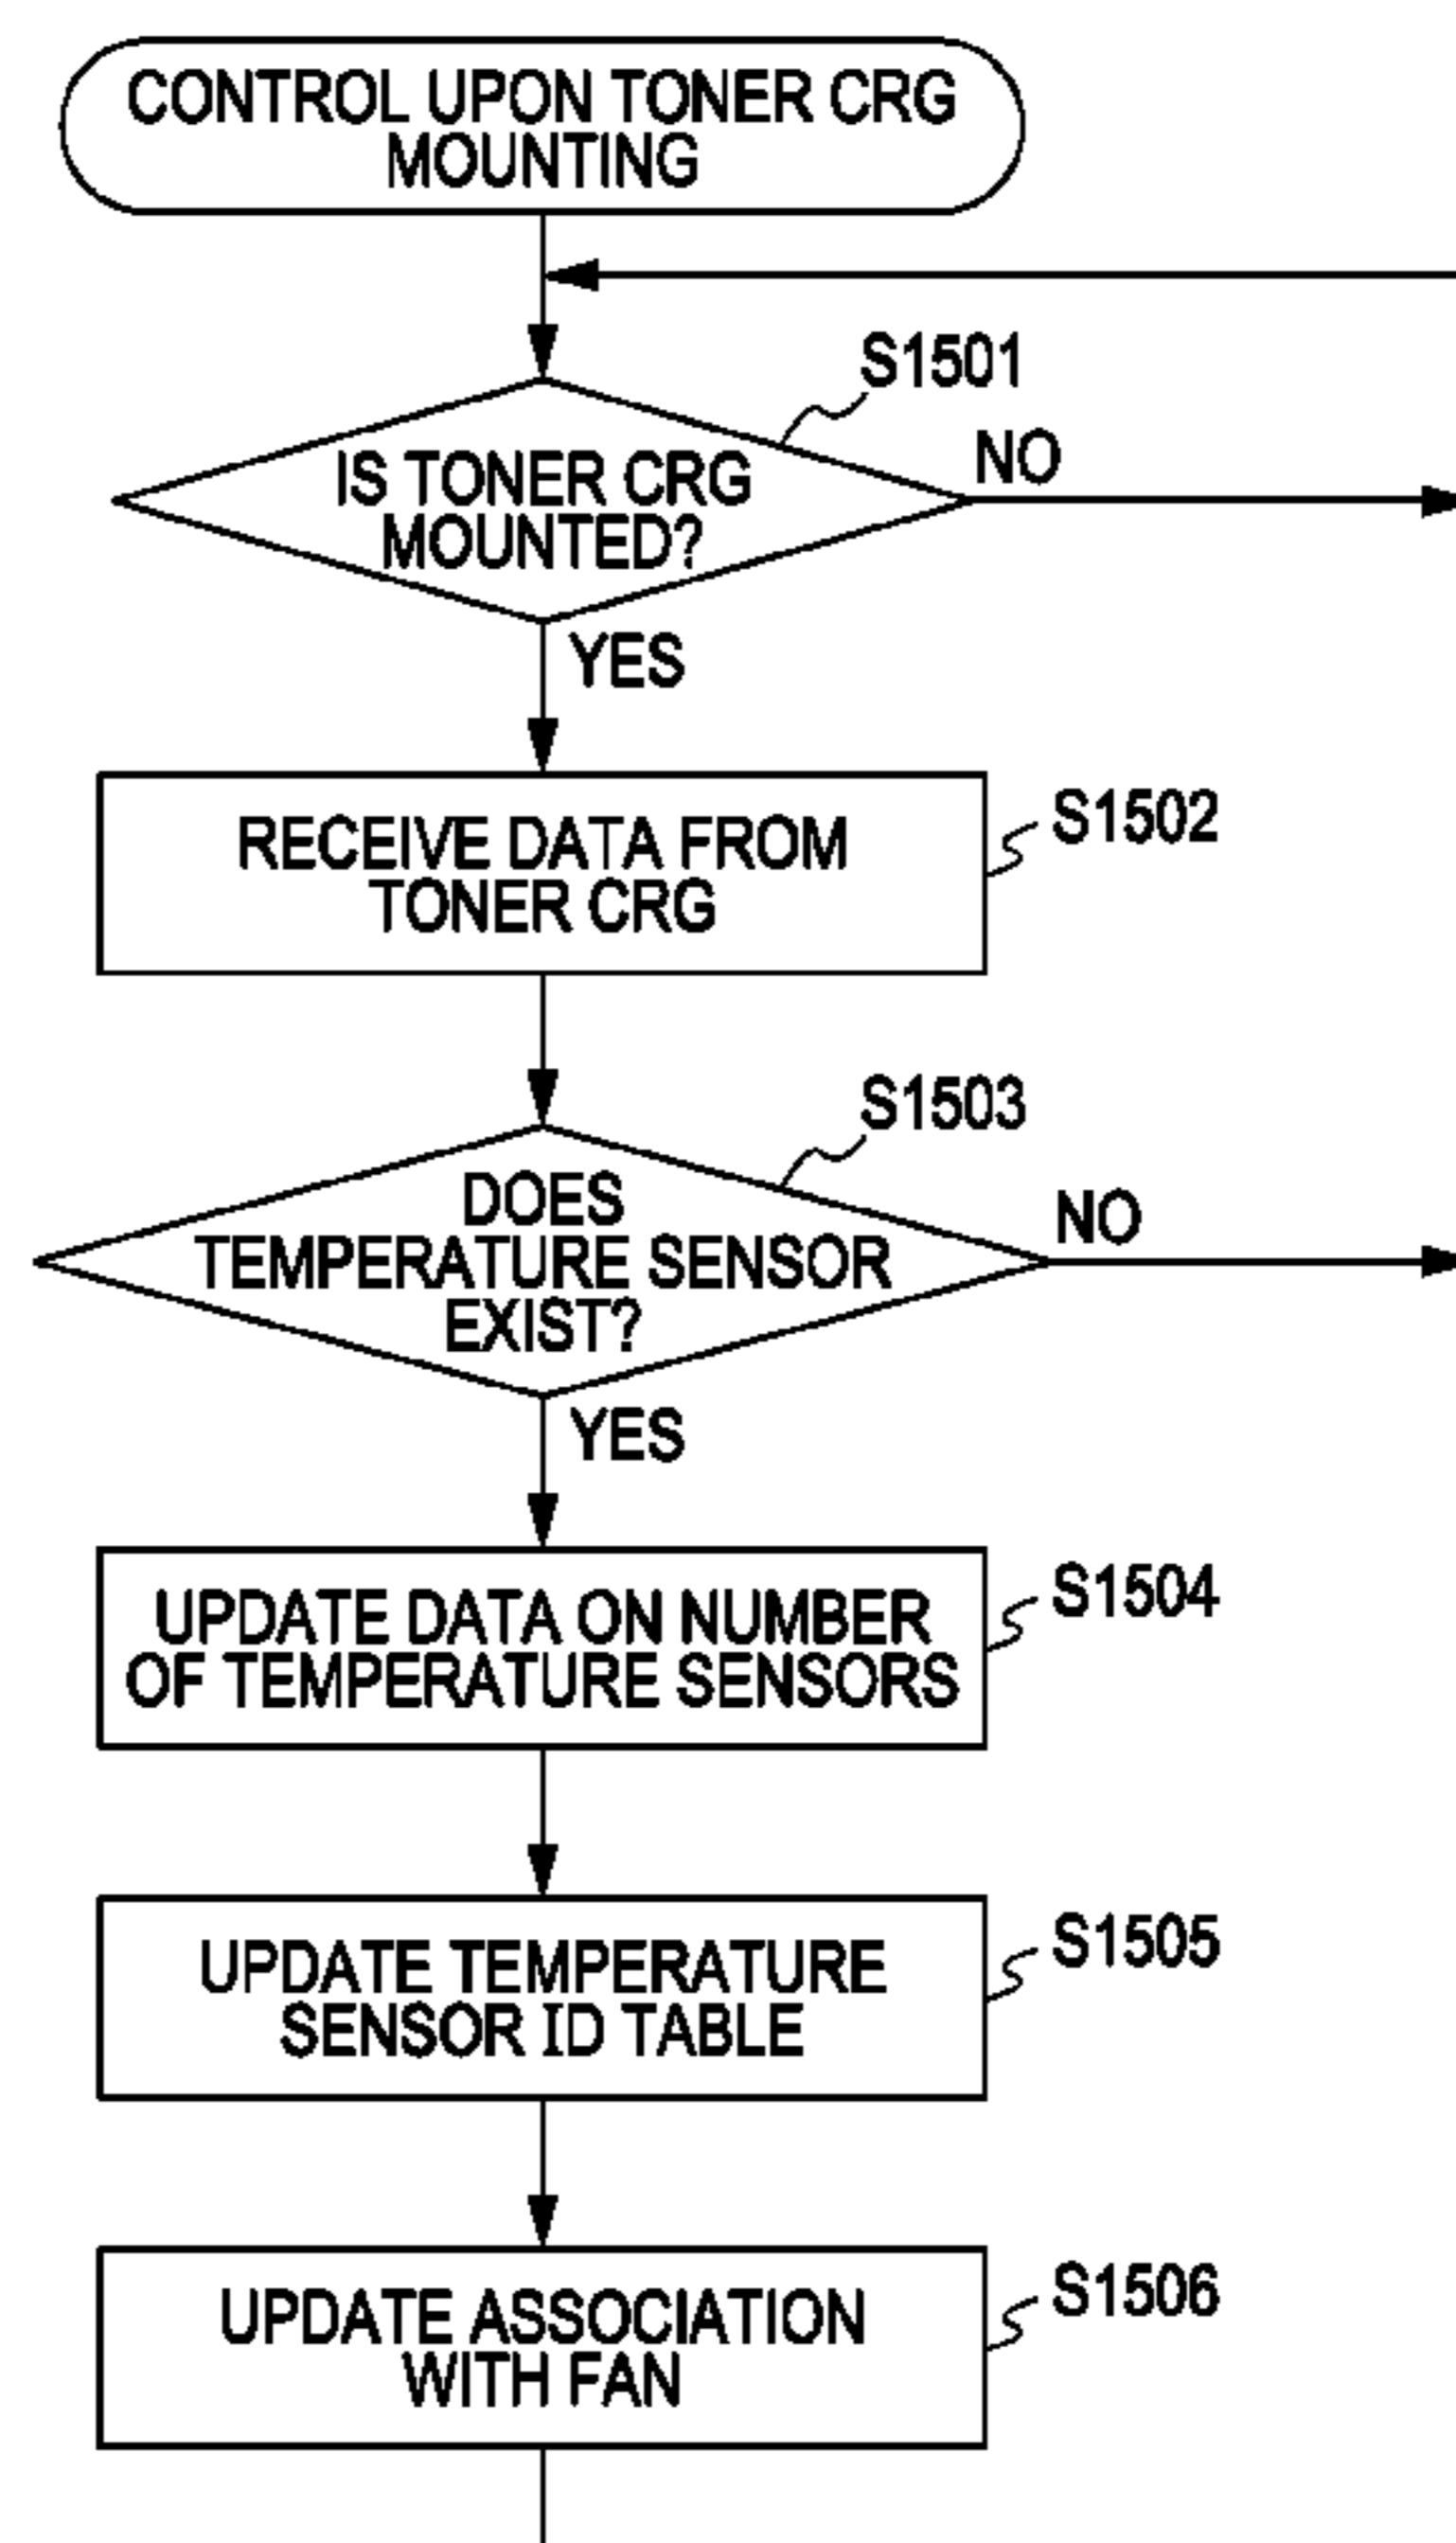 CONTROL UPON TONER CRG
MOUNTING
S1501
IS TONER CRG
MOUNTED?
NO
YES
RECEIVE DATA FROM
TONER CRG
S1502
S1503
DOES
TEMPERATURE SENSOR
EXIST?
NO
YES
UPDATE DATA ON NUMBER
OF TEMPERATURE SENSORS
S1504
UPDATE TEMPERATURE
SENSOR ID TABLE
S1505
UPDATE ASSOCIATION
WITH FAN
S1506